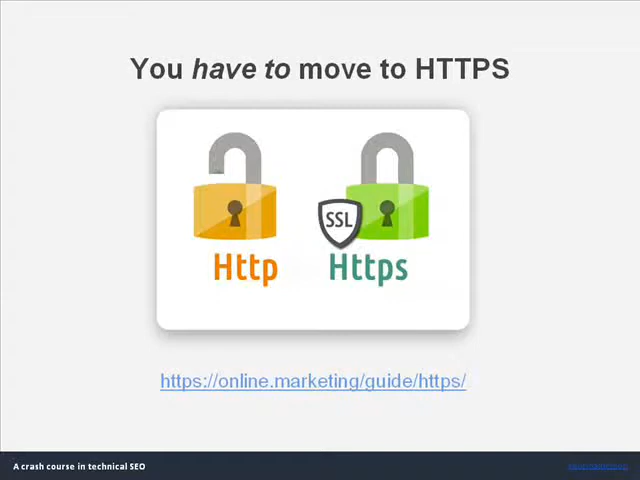 You have to move to HTTPS
SSL
Http Https
https://online.marketing/guide/https/
A crash course in technical SEO